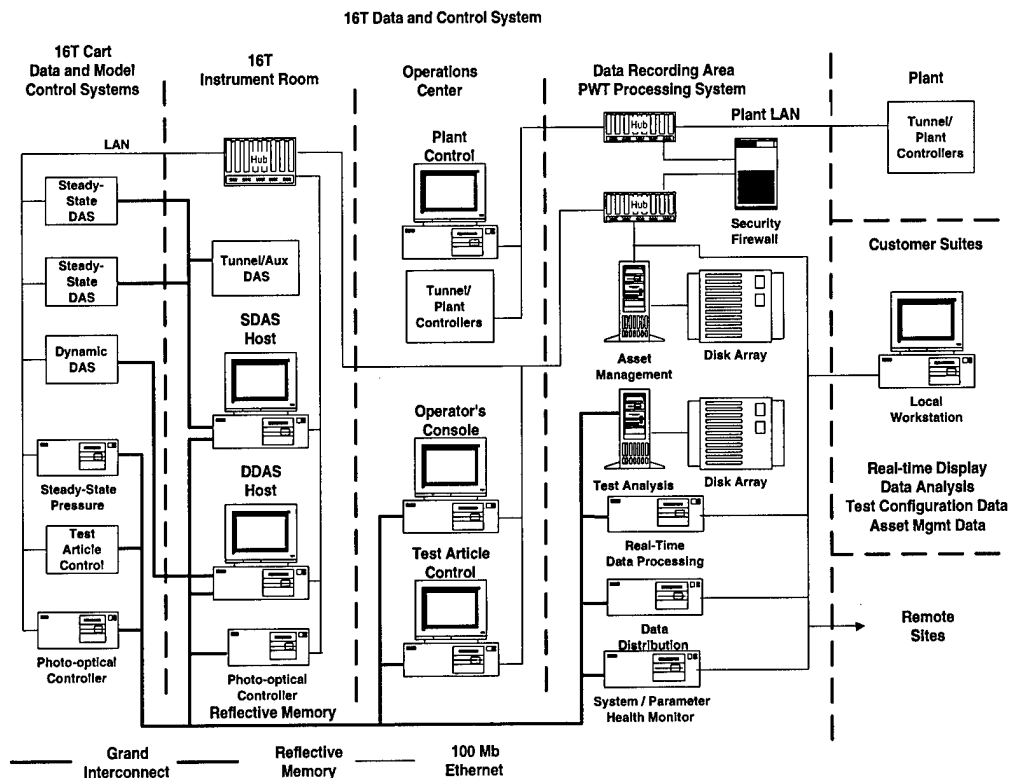 16T Data and Control System
16T Cart
Data and Model
Control Systems
16T
Instrument Room
Operations
Center
Data Recording Area
PWT Processing System
Plant
LAN
Hub
Steady-
State
DAS
Steady-
State
DAS
Dynamic
DAS
Steady-State
Pressure
Test
Article
Control
Photo-optical
Controller
Tunnel/Aux
DAS
SDAS
Host
DDAS
Host
Photo-optical
Controller
Reflective Memory
Plant
Control
Tunnel/
Plant
Controllers
Operator's
Console
Test Article
Control
Hub
Plant LAN
Hub
Security
Firewall
Asset
Management
Disk Array
Test Analysis
Disk Array
Real-Time
Data Processing
Data
Distribution
System / Parameter
Health Monitor
Tunnel/
Plant
Controllers
Customer Suites
Local
Workstation
Real-time Display
Data Analysis
Test Configuration Data
Asset Mgmt Data
Remote
Sites
Grand
Interconnect
Reflective
Memory
100 Mb
Ethernet